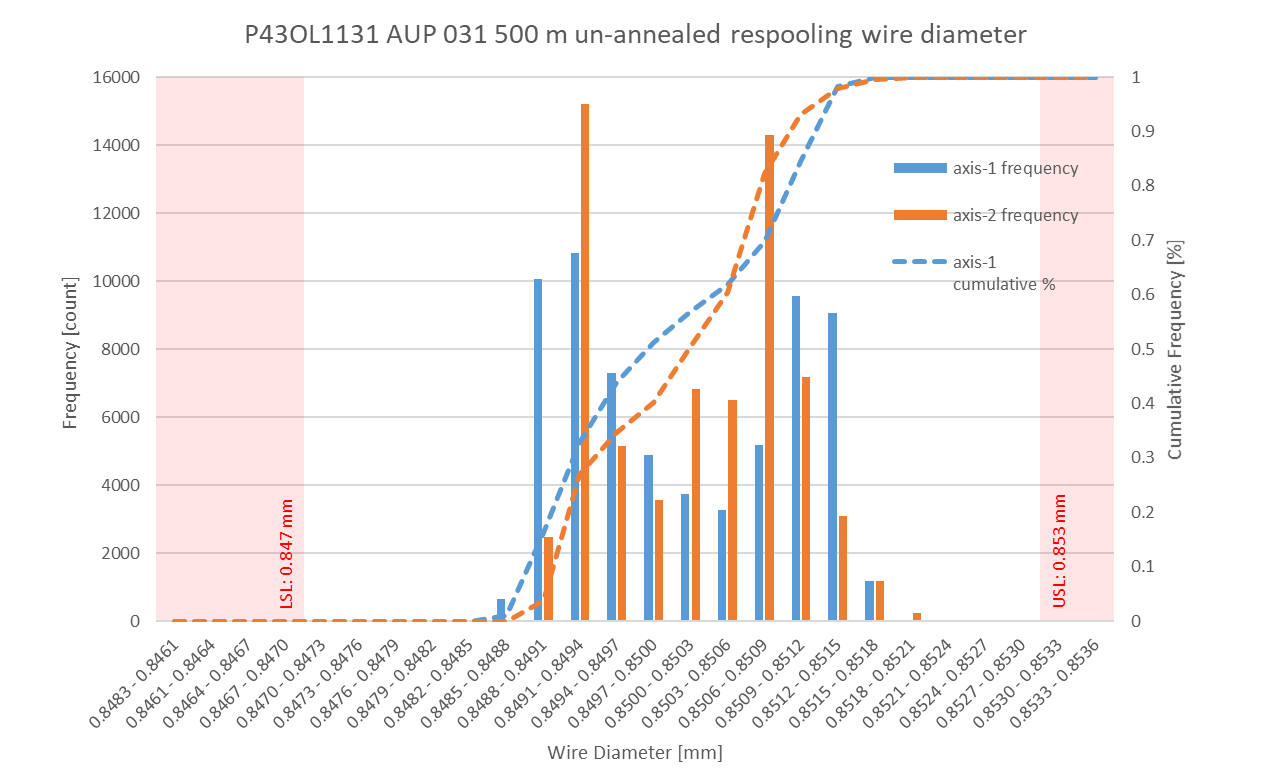 P43OL1131 AUP 031 500 m un-annealed respooling wire diameter
16000
14000
12000
10000
8000
6000
4000
2000
0
Frequency [count]
1
0.9
0.8
0.7
0.6
0.5
0.4
0.3
0.2
0.1
0
Cumulative Frequency [%]
axis-1 frequency
axis-2 frequency
axis-1
cumulative %
LSL: 0.847 mm
USL: 0.853 mm
0.8483 - 0.8461
0.8461 - 0.8464
0.8464 - 0.8467
0.8467 - 0.8470
0.8470 - 0.8473
0.8473 - 0.8476
0.8476 - 0.8479
0.8479 - 0.8482
0.8482 - 0.8485
0.8485 - 0.8488
0.8488 - 0.8491
0.8491 - 0.8494
0.8494 - 0.8497
0.8497 - 0.8500
0.8500 - 0.8503
0.8503 - 0.8506
0.8506 - 0.8509
0.8509 - 0.8512
0.8512 - 0.8515
0.8515 - 0.8518
0.8518 - 0.8521
0.8521 - 0.8524
0.8524 - 0.8527
0.8527 - 0.8530
0.8530 - 0.8533
0.8533 - 0.8536
Wire Diameter [mm]